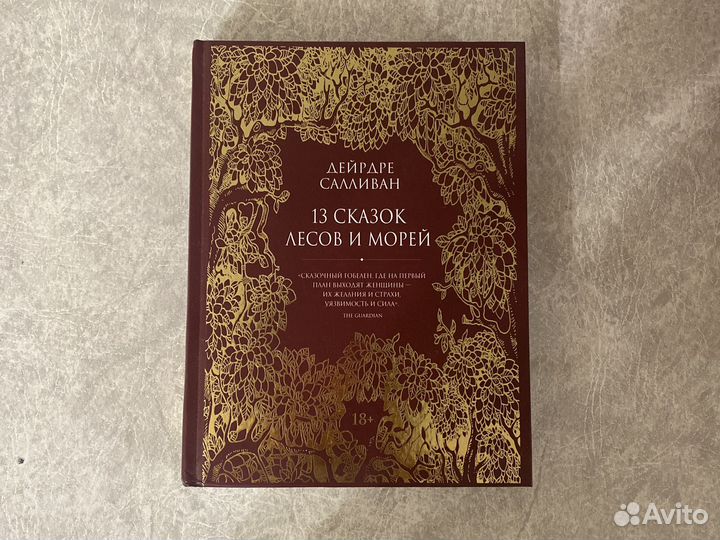 ДЕЙРДРЕ
САЛЛИВАН
13 СКАЗОК
ЛЕСОВ И МОРЕЙ
«СКАЗОЧНЫЙ ГОБЕЛЕН, ГДЕ НА ПЕРВЫЙ
ПЛАН ВЫХОДЯТ ЖЕНЩИНЫ —
ИХ ЖЕЛАНИЯ И СТРАХИ,
УЯЗВИМОСТЬ И СИЛА».
THE GUARDIAN
18+
Avito